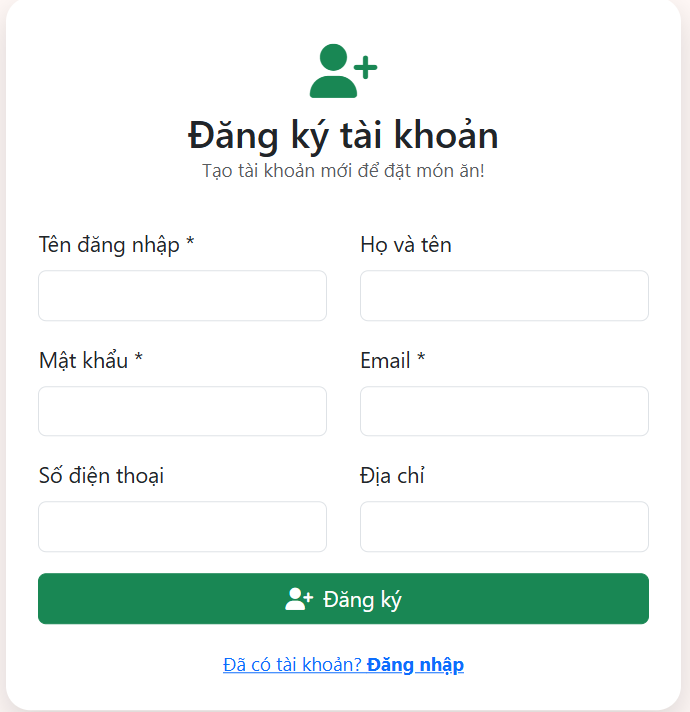 Đăng ký tài khoản
Tạo tài khoản mới để đặt món ăn!
Tên đăng nhập *
Họ và tên
Mật khẩu *
Email *
Số điện thoại
Địa chỉ
Đăng ký
Đã có tài khoản? Đăng nhập